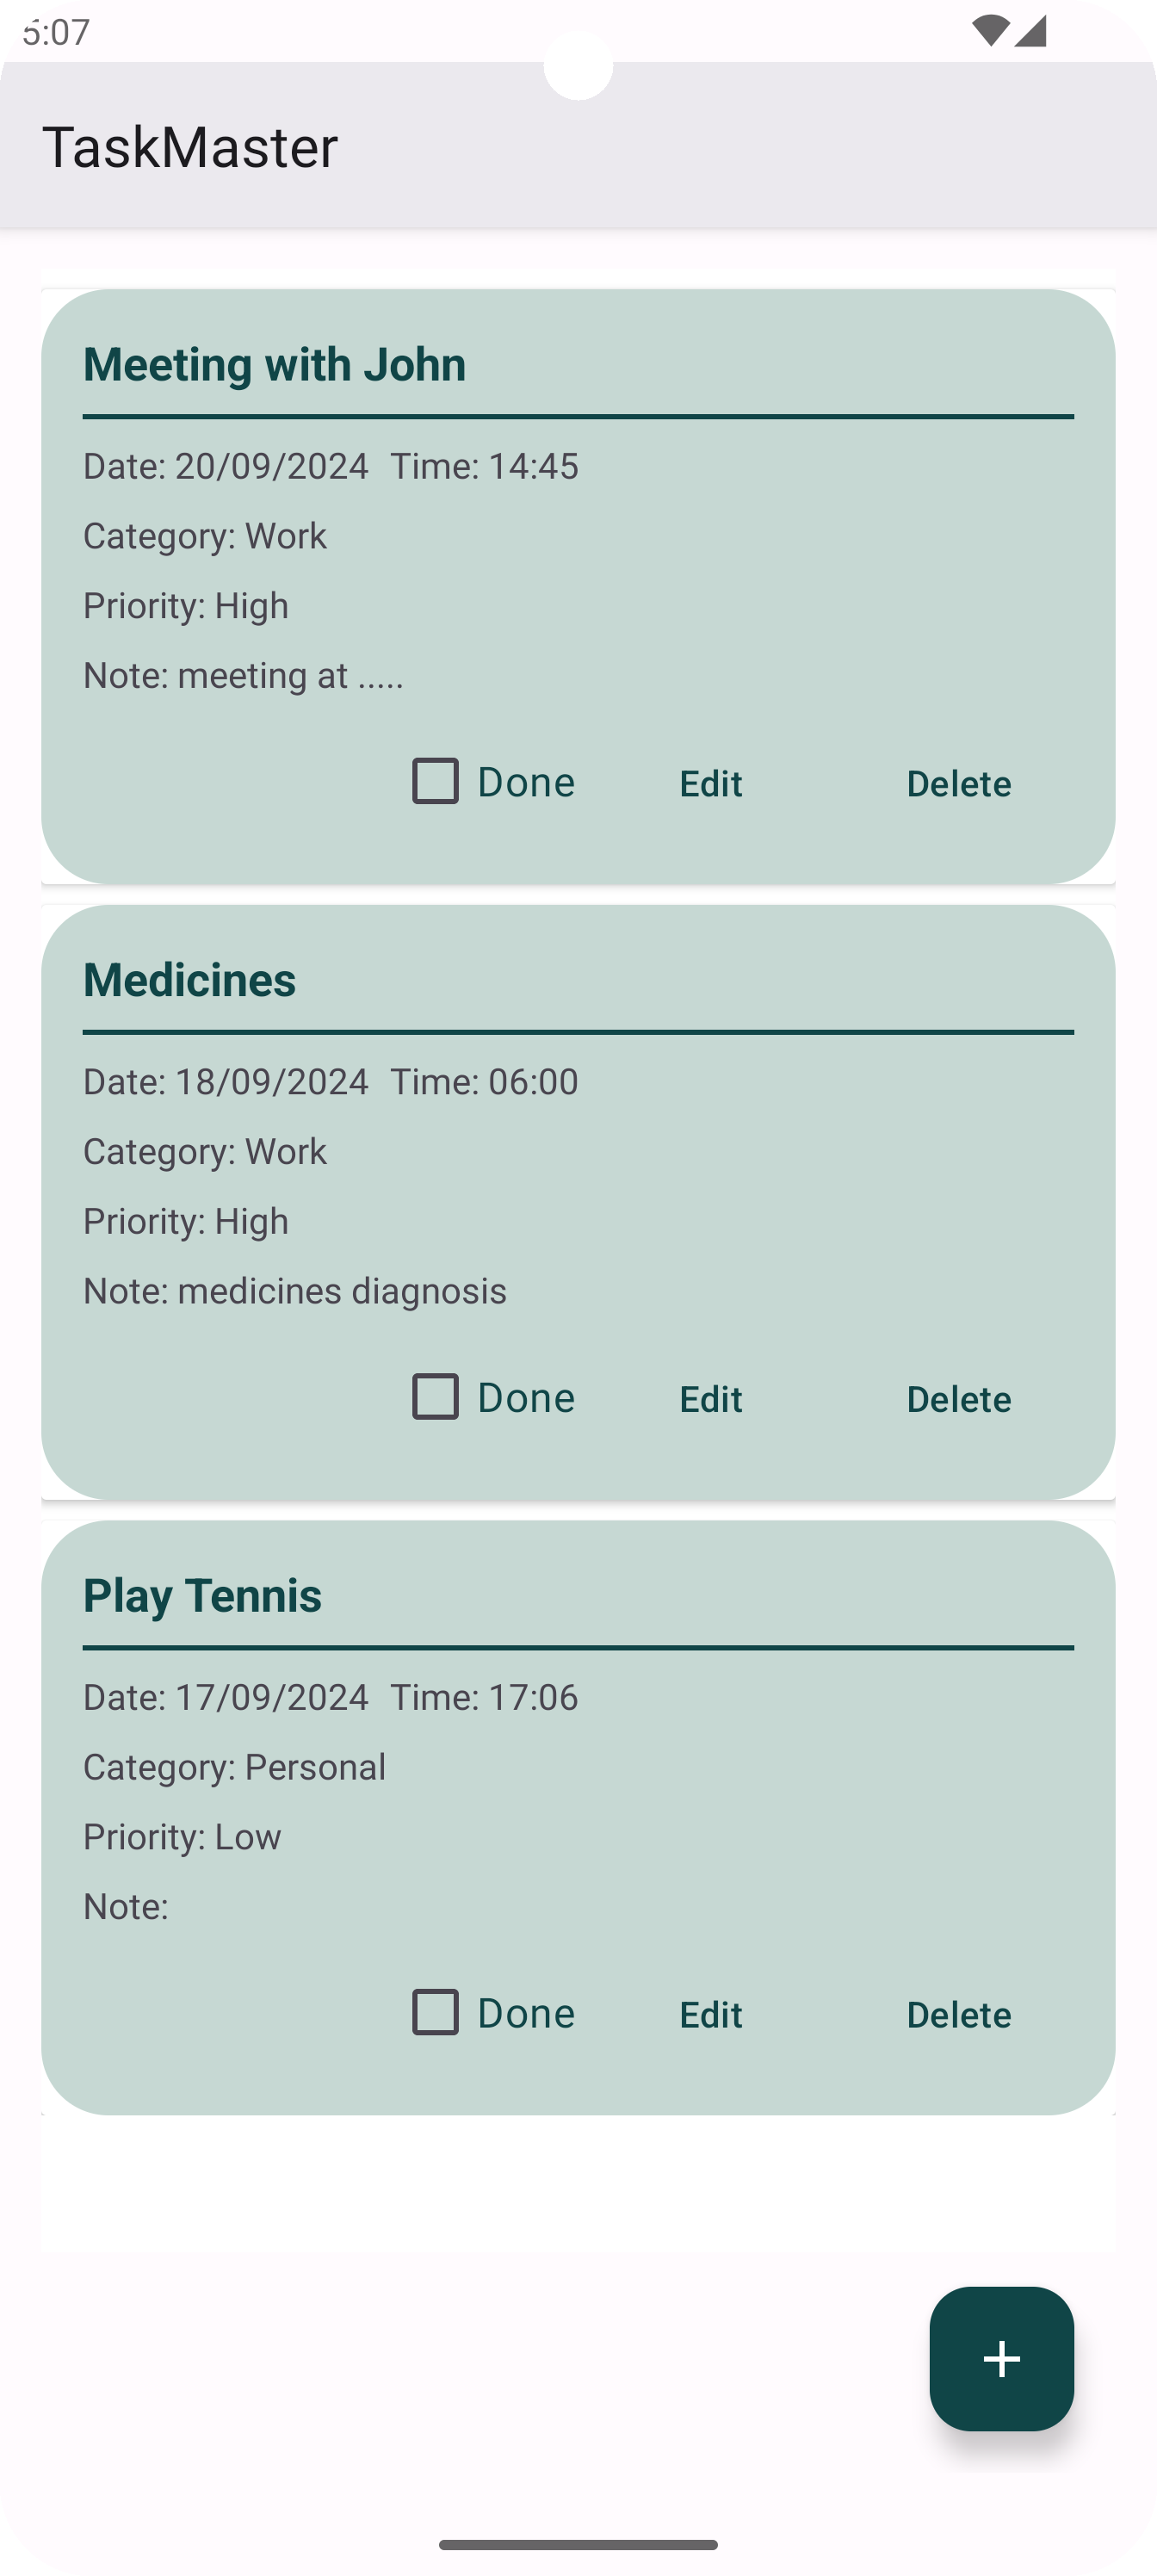 5:07
TaskMaster
Meeting with John
Date: 20/09/2024 Time: 14:45
Category: Work
Priority: High
Note: meeting at .....
Done Edit Delete
Medicines
Date: 18/09/2024 Time: 06:00
Category: Work
Priority: High
Note: medicines diagnosis
Done Edit Delete
Play Tennis
Date: 17/09/2024 Time: 17:06
Category: Personal
Priority: Low
Note:
Done Edit Delete
+